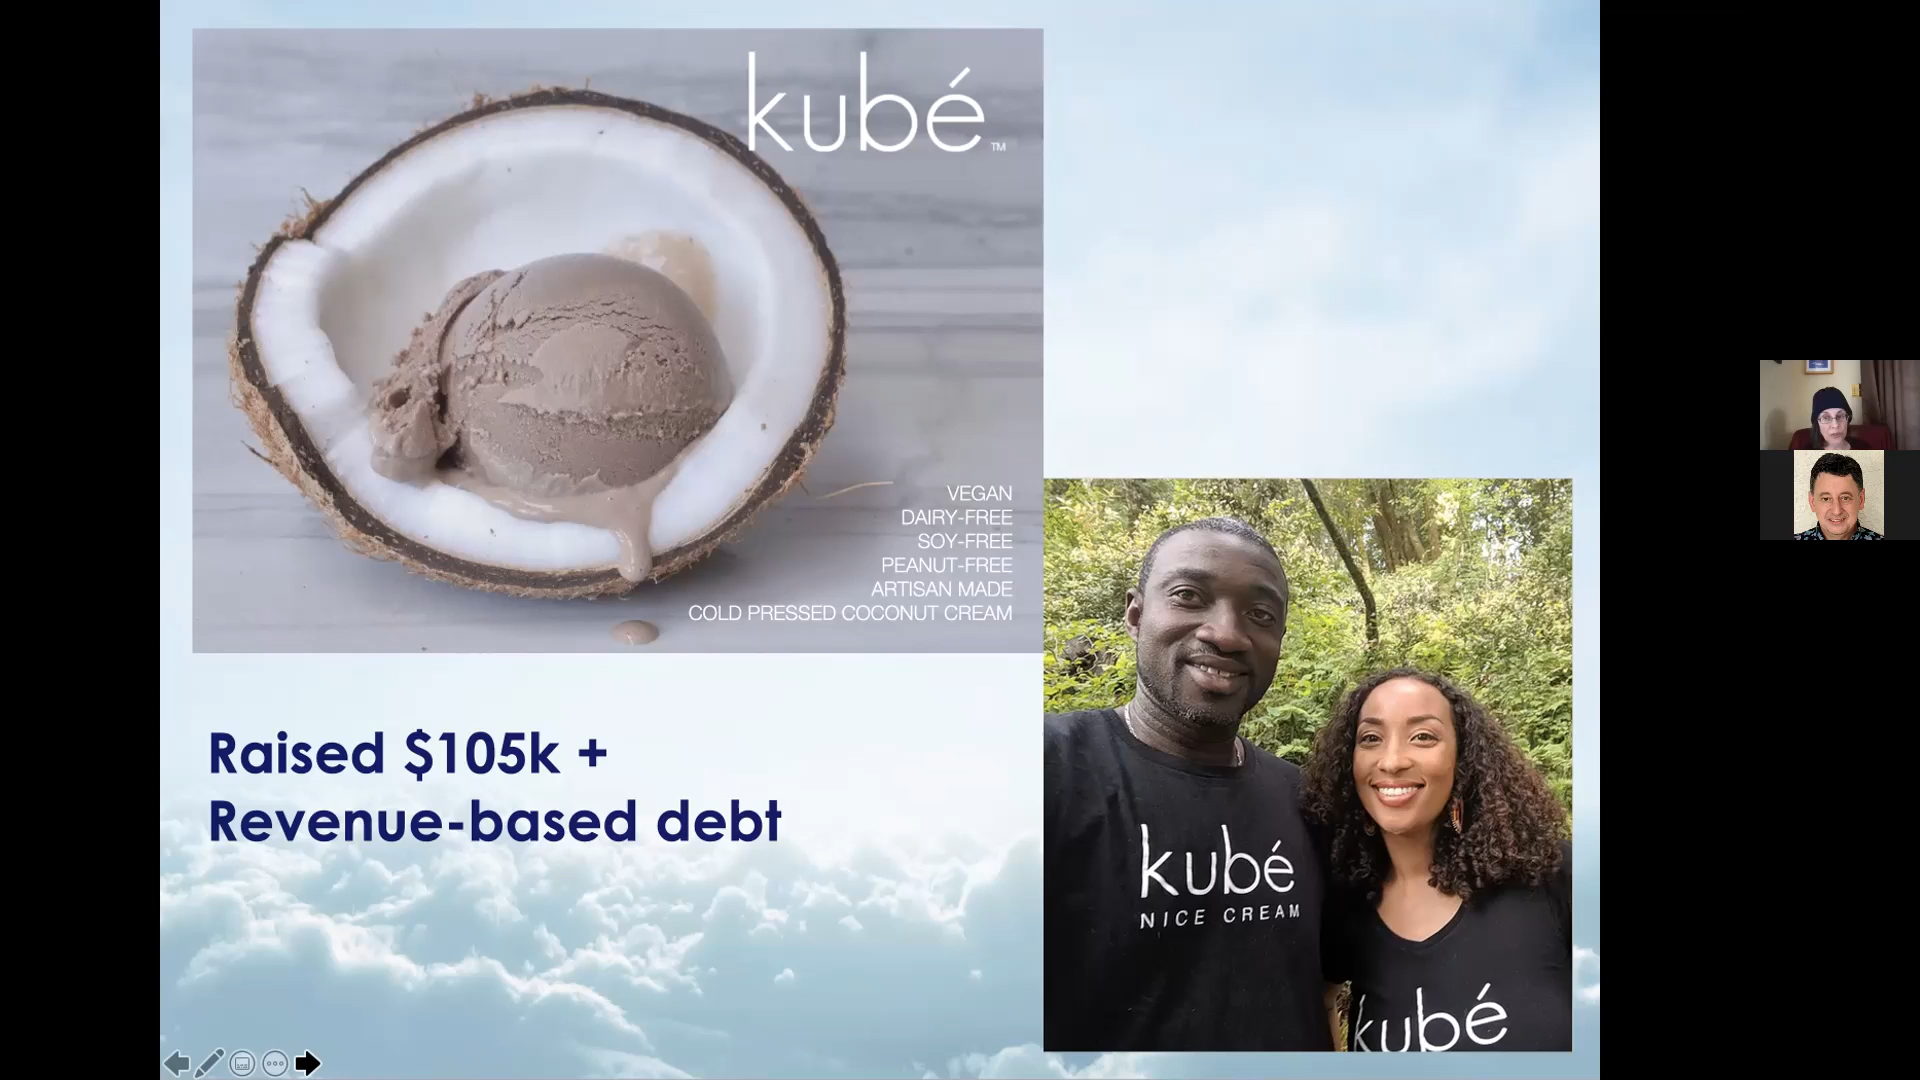 kubé ™
VEGAN
DAIRY-FREE
SOY-FREE
PEANUT-FREE
ARTISAN MADE
COLD PRESSED COCONUT CREAM
Raised $105k +
Revenue-based debt
kubé
NICE CREAM
kubé